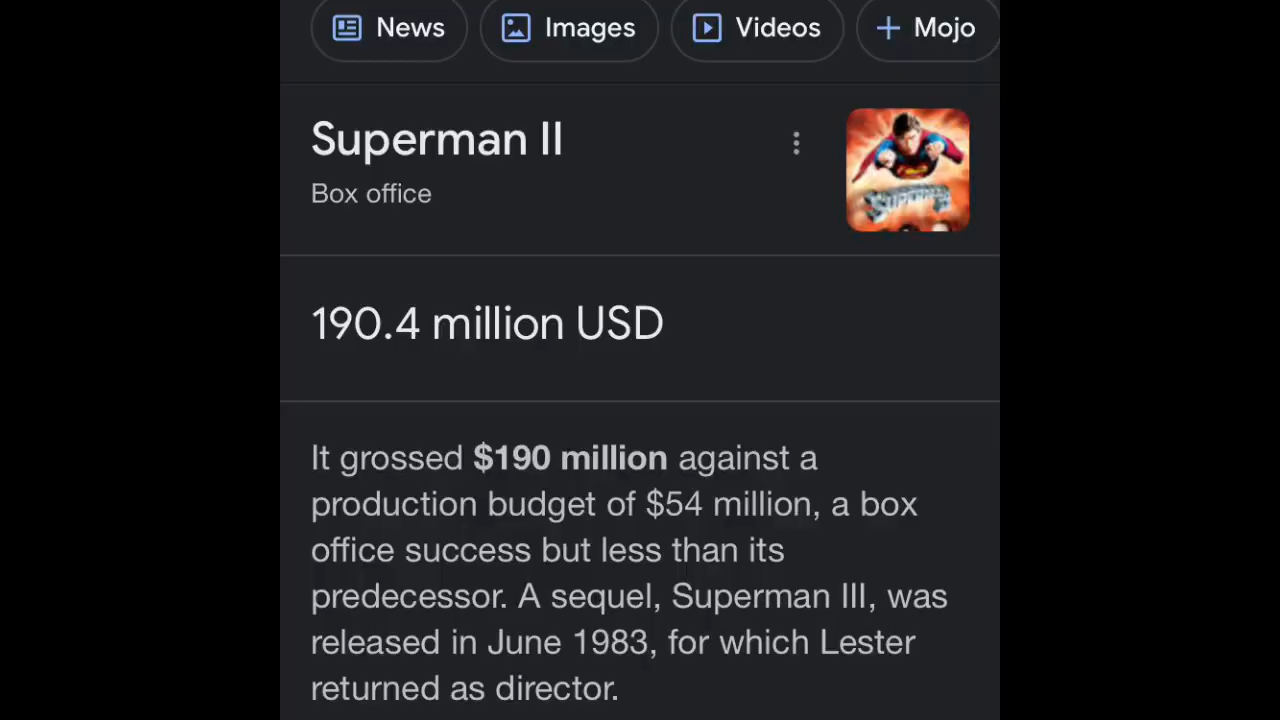 News Images Videos Mojo
Superman II
Box office
190.4 million USD
It grossed $190 million against a
production budget of $54 million, a box
office success but less than its
predecessor. A sequel, Superman III, was
released in June 1983, for which Lester
returned as director.